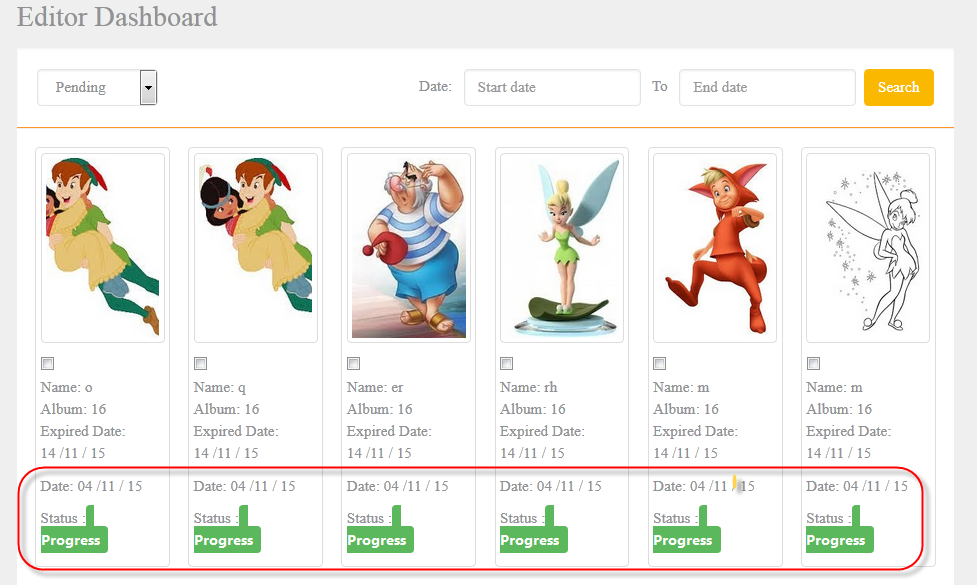 Editor Dashboard
Pending Date: Start date To End date Search
Name: o Name: q Name: er Name: rh Name: m Name: m
Album: 16 Album: 16 Album: 16 Album: 16 Album: 16 Album: 16
Expired Date: Expired Date: Expired Date: Expired Date: Expired Date: Expired Date:
14 /11 / 15 14 /11 / 15 14 /11 / 15 14 /11 / 15 14 /11 / 15 14 /11 / 15
Date: 04 /11 / 15 Date: 04 /11 / 15 Date: 04 /11 / 15 Date: 04 /11 / 15 Date: 04 /11 / 15 Date: 04 /11 / 15
Status : Status : Status : Status : Status : Status :
Progress Progress Progress Progress Progress Progress